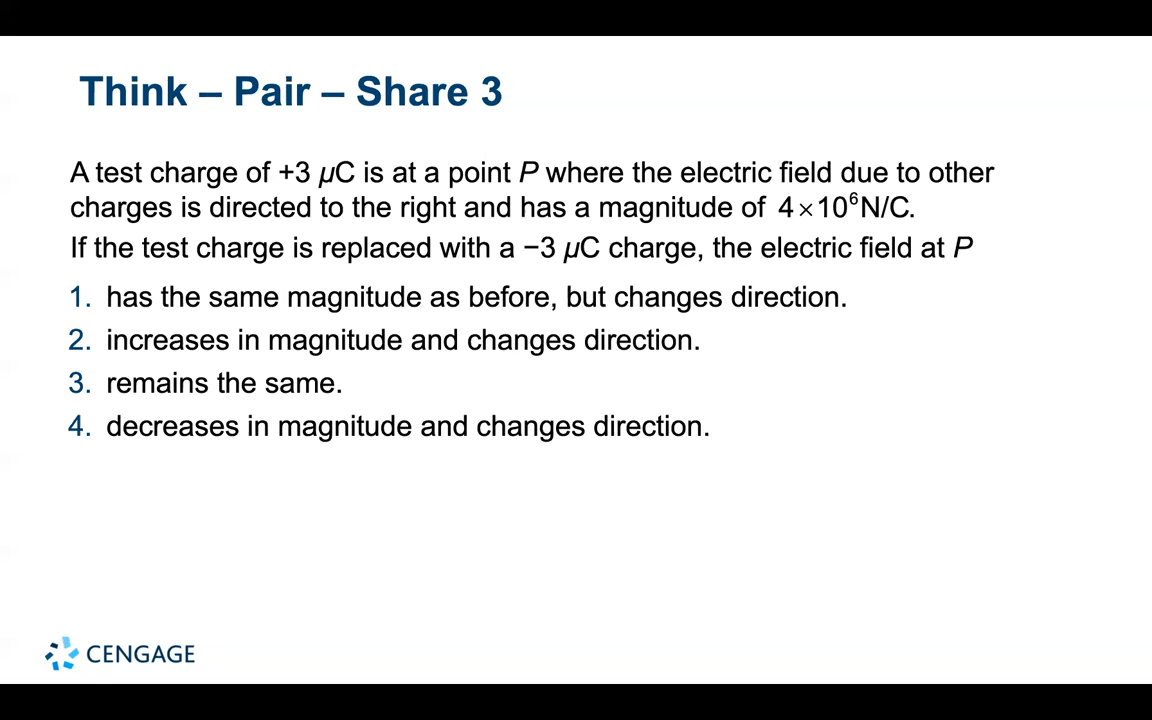 Think – Pair – Share 3
A test charge of +3 µC is at a point P where the electric field due to other
charges is directed to the right and has a magnitude of 4×10⁶N/C.
If the test charge is replaced with a −3 µC charge, the electric field at P
1. has the same magnitude as before, but changes direction.
2. increases in magnitude and changes direction.
3. remains the same.
4. decreases in magnitude and changes direction.
CENGAGE